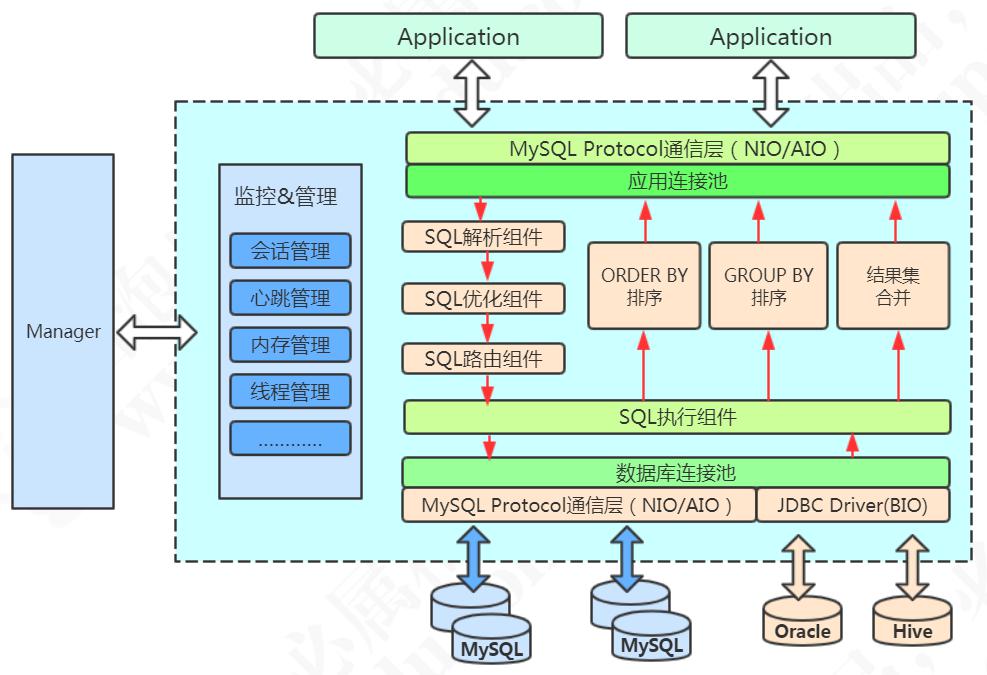 Application
Application
MySQL Protocol通信层（NIO/AIO）
应用连接池
监控&管理
会话管理
心跳管理
内存管理
线程管理
............
Manager
SQL解析组件
SQL优化组件
SQL路由组件
ORDER BY
排序
GROUP BY
排序
结果集
合并
SQL执行组件
数据库连接池
MySQL Protocol通信层（NIO/AIO）
JDBC Driver(BIO)
MySQL
MySQL
Oracle
Hive